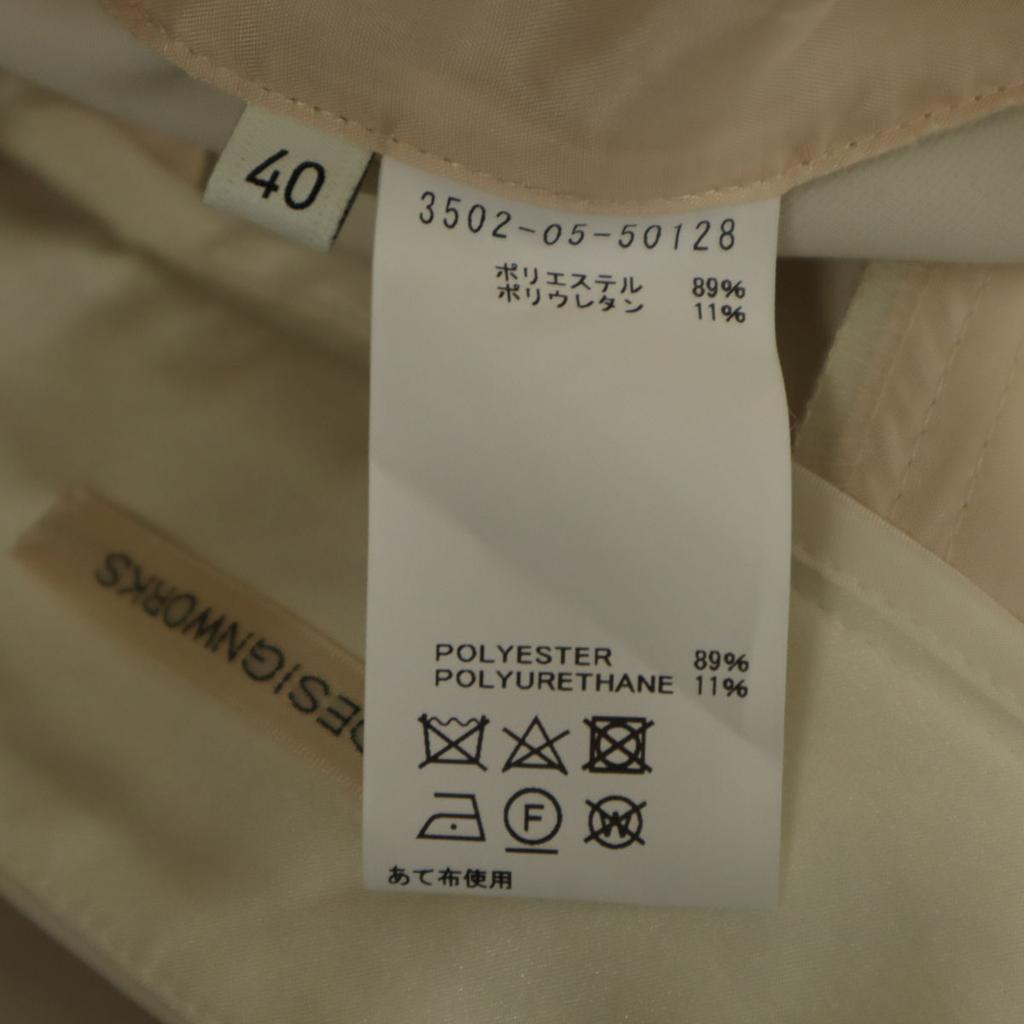 40
3502-05-50128
ポリエステル 89%
ポリウレタン 11%
DESIGNWORKS
POLYESTER 89%
POLYURETHANE 11%
F
W
あて布使用